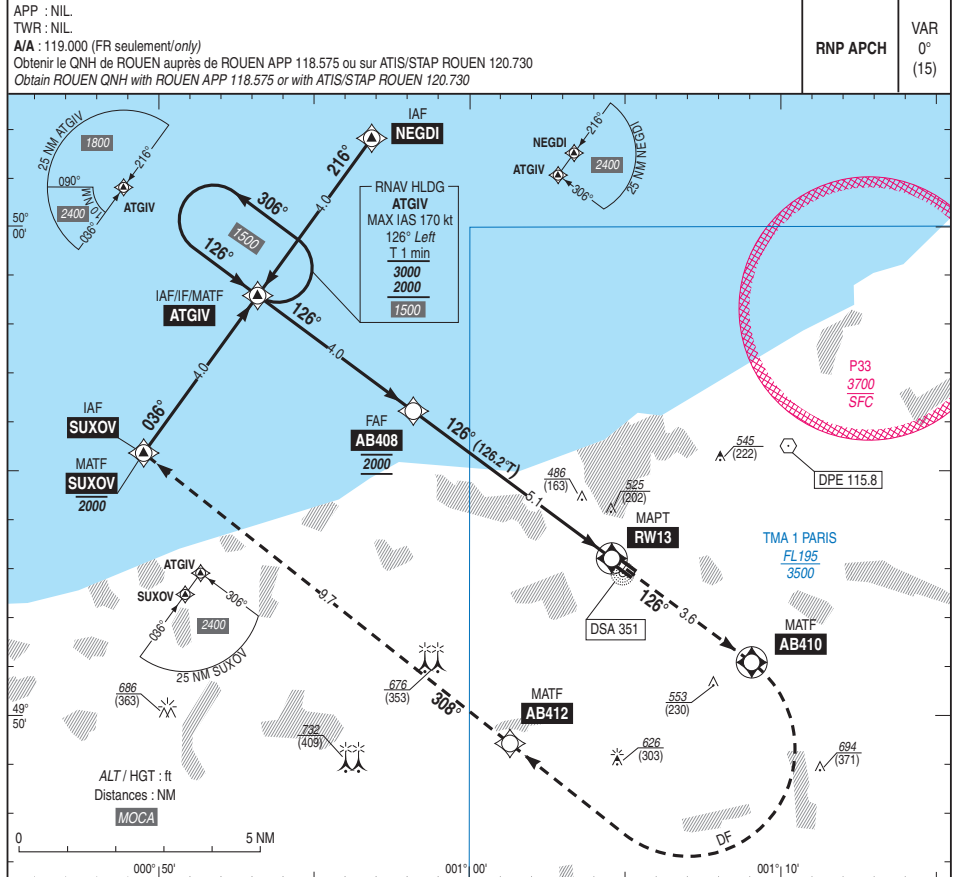 APP : NIL.
TWR : NIL.
A/A : 119.000 (FR seulement/only)
Obtenir le QNH de ROUEN auprès de ROUEN APP 118.575 ou sur ATIS/STAP ROUEN 120.730
Obtain ROUEN QNH with ROUEN APP 118.575 or with ATIS/STAP ROUEN 120.730
RNP APCH
VAR
0°
(15)
25 NM ATGIV
1800
216°
090°
10 NM
2400
036°
ATGIV
IAF
NEGDI
216°
4.0
NEGDI
216°
ATGIV
2400
306°
25 NM NEGDI
RNAV HLDG
ATGIV
MAX IAS 170 kt
126° Left
T 1 min
3000
2000
1500
306°
1500
126°
50°
00'
IAF/IF/MATF
ATGIV
126°
4.0
4.0
036°
IAF
SUXOV
MATF
SUXOV
2000
FAF
AB408
2000
126° (126.2°T)
5.1
P33
3700
SFC
545
(222)
DPE 115.8
486
(163)
525
(202)
MAPT
RW13
TMA 1 PARIS
FL195
3500
DSA 351
126°
3.6
MATF
AB410
ATGIV
SUXOV
306°
036°
2400
25 NM SUXOV
9.7
308°
676
(353)
686
(363)
732
(409)
MATF
AB412
553
(230)
626
(303)
694
(371)
DF
49°
50'
ALT / HGT : ft
Distances : NM
MOCA
0
5 NM
000° 50'
001° 00'
001° 10'